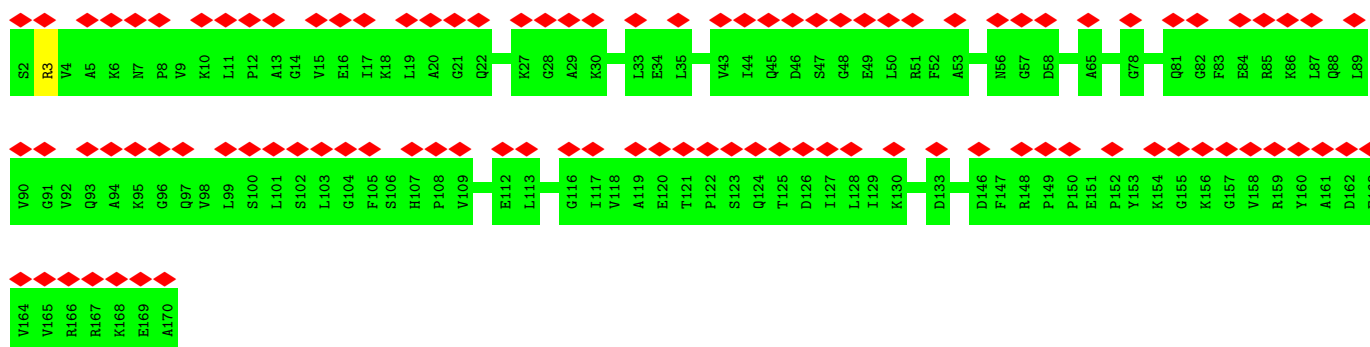 S2 R3 V4 A5 K6 N7 P8 V9 K10 L11 P12 A13 G14 V15 E16 I17 K18 L19 A20 G21 Q22 K27 G28 A29 K30 L33 E34 L35 V43 I44 Q45 D46 S47 G48 E49 L50 R51 F52 A53 N56 G57 D58 A65 G78 Q81 G82 F83 E84 R85 K86 L87 Q88 L89
V90 G91 V92 Q93 A94 K95 G96 Q97 V98 L99 S100 L101 S102 L103 G104 F105 S106 H107 P108 V109 E112 L113 G116 I117 V118 A119 E120 T121 P122 S123 Q124 T125 D126 I127 L128 I129 K130 D133 D146 F147 R148 P149 P150 E151 P152 Y153 K154 G155 K156 G157 V158 R159 Y160 A161 D162
V164 V165 R166 R167 K168 E169 A170